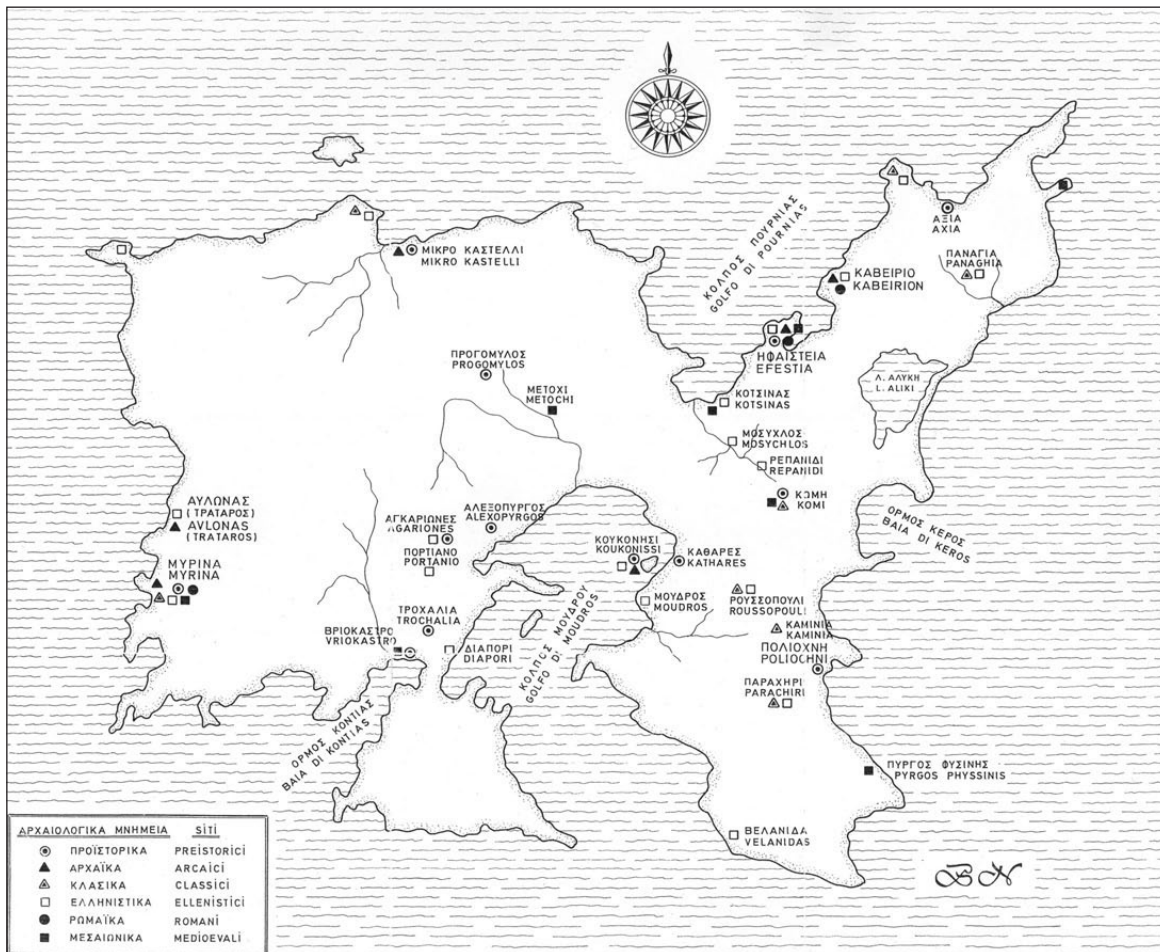 ΑΞΙΑ
AXIA
ΠΑΝΑΓΙΑ
PANAGHIA
ΚΟΛΠΟΣ ΠΟΥΡΝΙΑΣ
GOLFO DI POURNIAS
ΜΙΚΡΟ ΚΑΣΤΕΛΛΙ
MIKRO KASTELLI
ΚΑΒΕΙΡΙΟ
KABEIRION
ΗΦΑΙΣΤΕΙΑ
EFESTIA
ΠΡΟΓΟΜΥΛΟΣ
PROGOMYLOS
Λ. ΑΛΥΚΗ
L. ALIKI
ΜΕΤΟΧΙ
METOCHI
ΚΟΤΣΙΝΑΣ
KOTSINAS
ΜΟΣΥΧΛΟΣ
MOSYCHLOS
ΡΕΠΑΝΙΔΙ
REPANIDI
ΚΩΜΗ
KOMI
ΑΥΛΩΝΑΣ
(ΤΡΑΤΑΡΟΣ)
AVLONAS
(TRATAROS)
ΑΛΕΞΟΠΥΡΓΟΣ
ALEXOPYRGOS
ΑΓΚΑΡΙΩΝΕΣ
AGARIONES
ΟΡΜΟΣ ΚΕΡΟΣ
BAIA DI KEROS
ΠΟΡΤΙΑΝΟ
PORTANIO
ΚΟΥΚΟΝΗΣΙ
KOUKONISSI
ΚΑΘΑΡΕΣ
KATHARES
ΜΥΡΙΝΑ
MYRINA
ΜΟΥΔΡΟΣ
MOUDROS
ΡΟΥΣΣΟΠΟΥΛΙ
ROUSSOPOULI
ΤΡΟΧΑΛΙΑ
TROCHALIA
ΚΑΜΙΝΙΑ
KAMINIA
ΒΡΙΟΚΑΣΤΡΟ
VRIOKASTRO
ΔΙΑΠΟΡΙ
DIAPORI
ΚΟΛΠΟΣ ΜΟΥΔΡΟΥ
GOLFO DI MOUDROS
ΠΟΛΙΟΧΝΗ
POLIOCHNI
ΠΑΡΑΧΗΡΙ
PARACHIRI
ΟΡΜΟΣ ΚΟΝΤΙΑΣ
BAIA DI KONTIAS
ΠΥΡΓΟΣ ΦΥΣΙΝΗΣ
PYRGOS PHYSSINIS
ΒΕΛΑΝΙΔΑ
VELANIDAS
ΑΡΧΑΙΟΛΟΓΙΚΑ ΜΝΗΜΕΙΑ SITI
ΠΡΟΪΣΤΟΡΙΚΑ PREISTORICI
ΑΡΧΑΪΚΑ ARCAICI
ΚΛΑΣΙΚΑ CLASSICI
ΕΛΛΗΝΙΣΤΙΚΑ ELLENISTICI
ΡΩΜΑΪΚΑ ROMANI
ΜΕΣΑΙΩΝΙΚΑ MEDIOEVALI